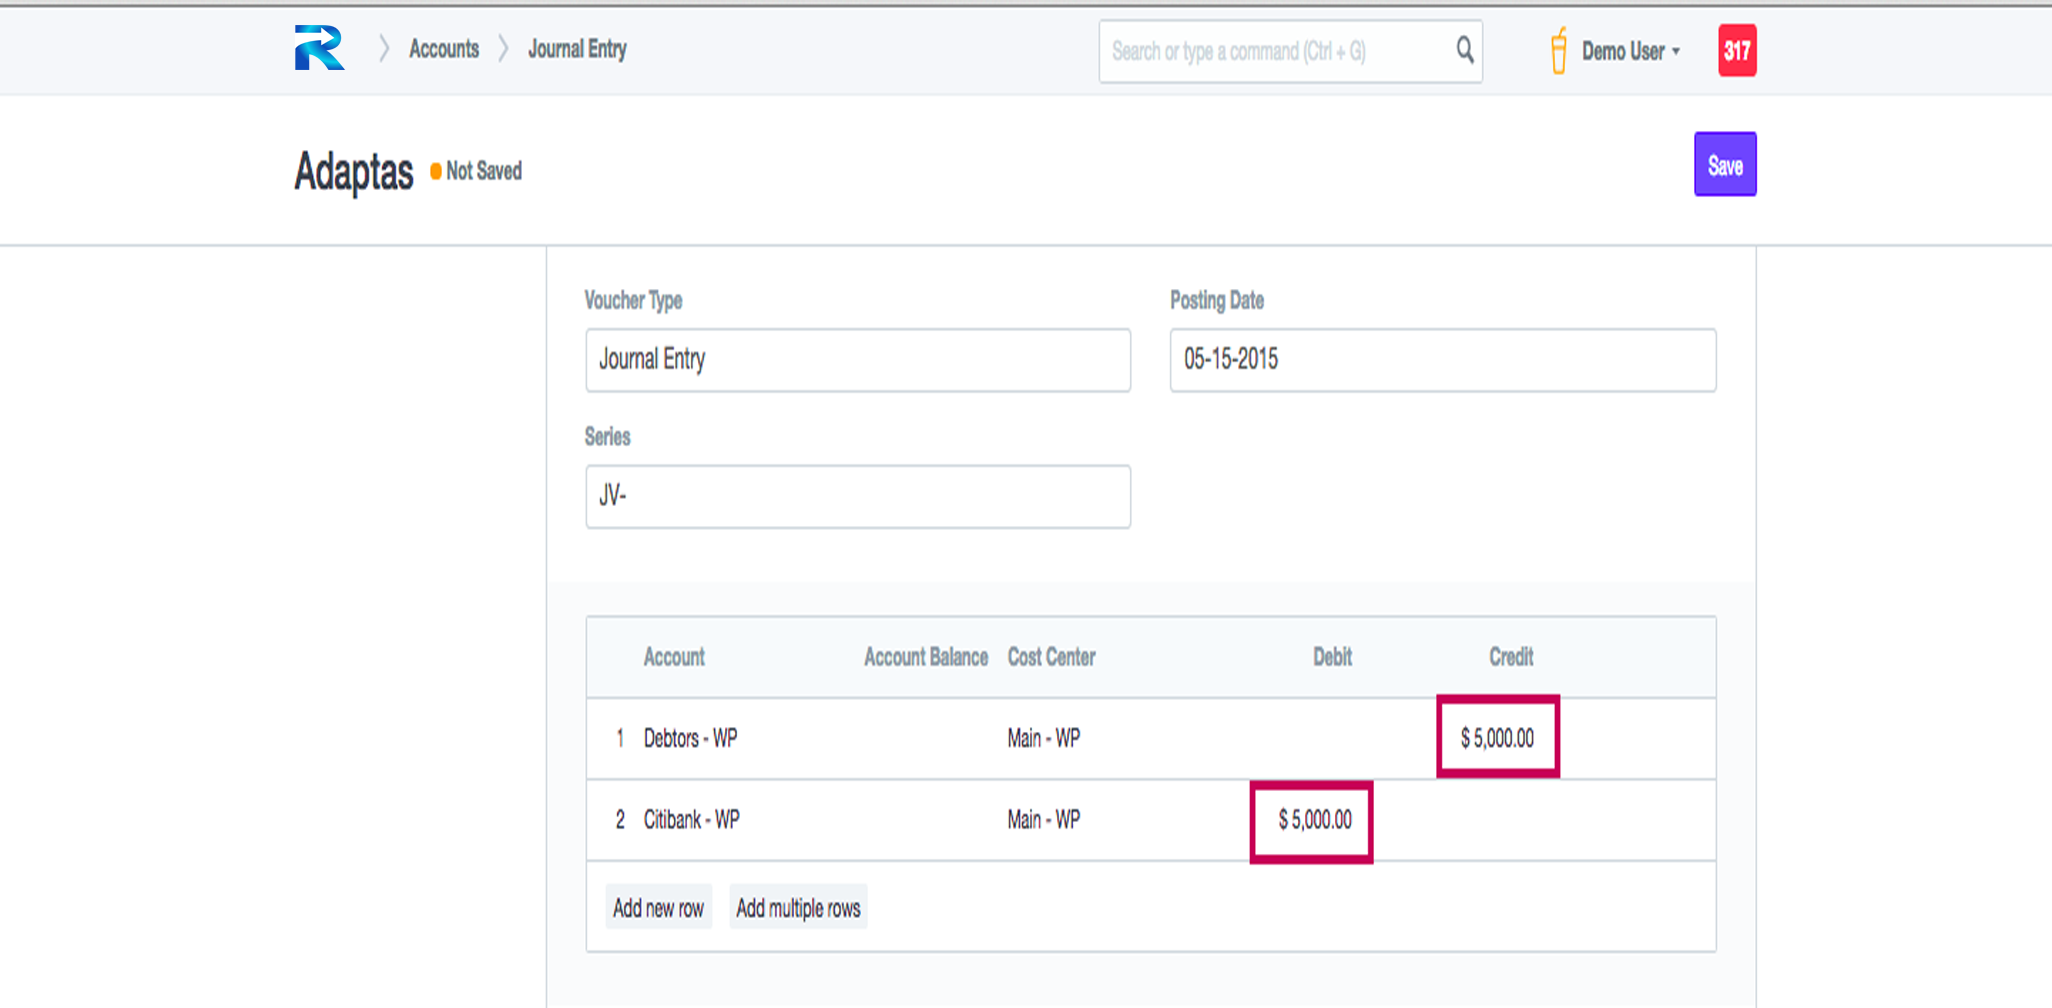 Accounts Journal Entry Search or type a command (Ctrl + G) Demo User 317
Adaptas Not Saved Save
Voucher Type Posting Date
Journal Entry 05-15-2015
Series
JV-
Account Account Balance Cost Center Debit Credit
1 Debtors - WP Main - WP $ 5,000.00
2 Citibank - WP Main - WP $ 5,000.00
Add new row Add multiple rows